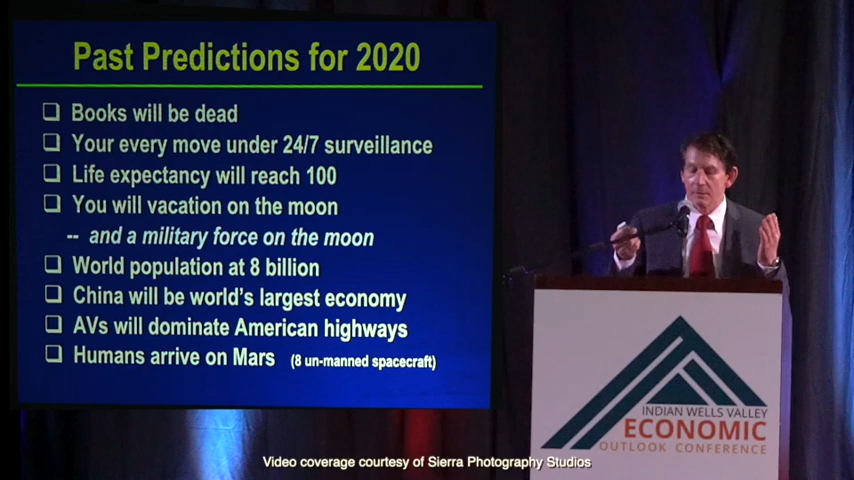 Past Predictions for 2020
❑ Books will be dead
❑ Your every move under 24/7 surveillance
❑ Life expectancy will reach 100
❑ You will vacation on the moon
-- and a military force on the moon
❑ World population at 8 billion
❑ China will be world's largest economy
❑ AVs will dominate American highways
❑ Humans arrive on Mars (8 un-manned spacecraft)
INDIAN WELLS VALLEY
ECONOMIC
OUTLOOK CONFERENCE
Video coverage courtesy of Sierra Photography Studios